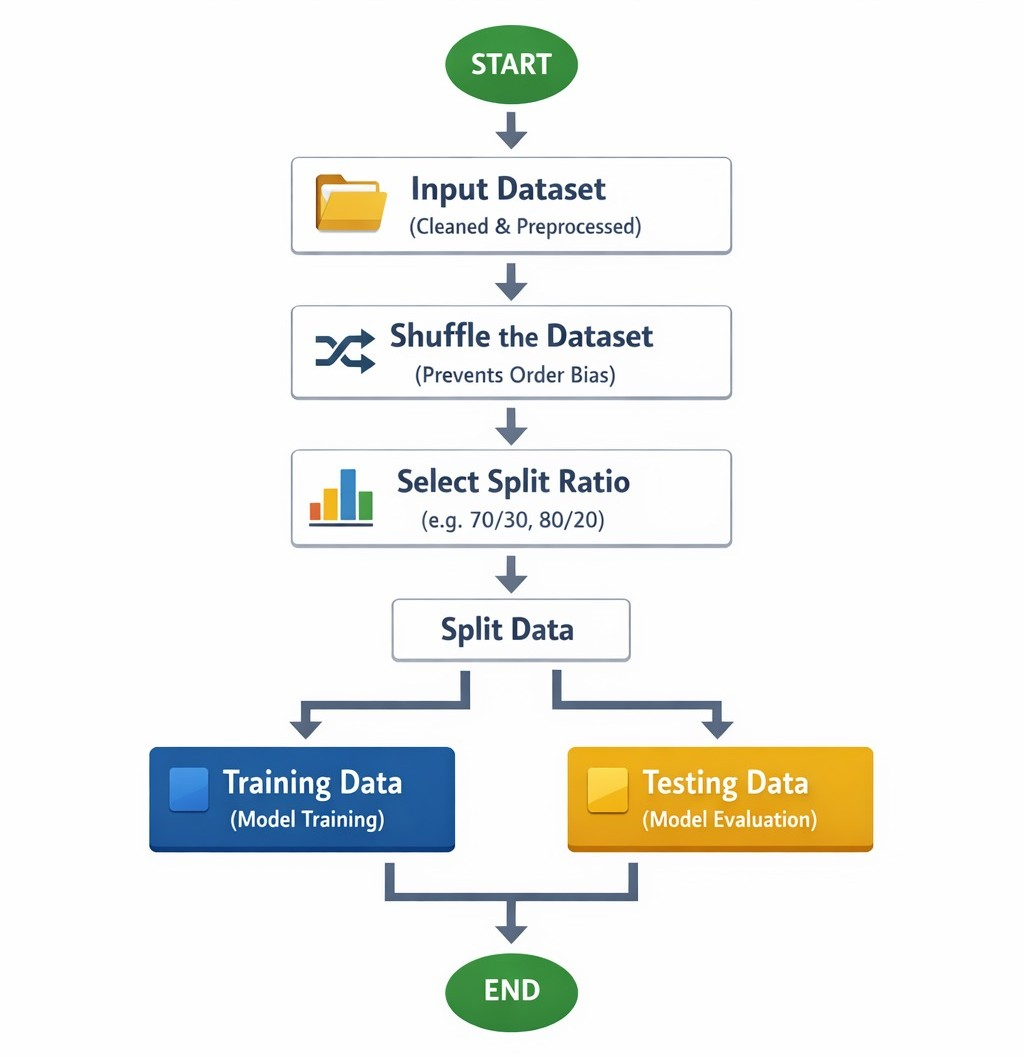 START
Input Dataset
(Cleaned & Preprocessed)
Shuffle the Dataset
(Prevents Order Bias)
Select Split Ratio
(e.g. 70/30, 80/20)
Split Data
Training Data
(Model Training)
Testing Data
(Model Evaluation)
END